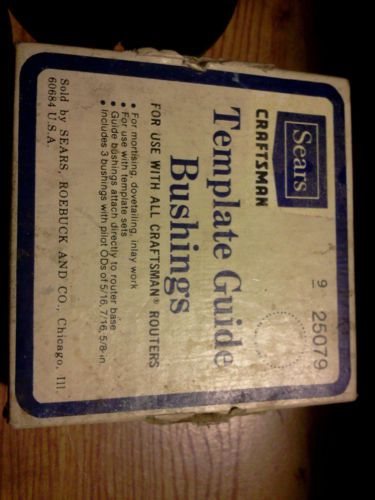 Sears
CRAFTSMAN
9 25079
Template Guide
Bushings
FOR USE WITH ALL CRAFTSMAN® ROUTERS
• For mortising, dovetailing, inlay work
• For use with template sets
• Guide bushings attach directly to router base
• Includes 3 bushings with pilot ODs of 5/16, 7/16, 5/8-in
Sold by SEARS, ROEBUCK AND CO., Chicago, Ill.
60684 U.S.A.